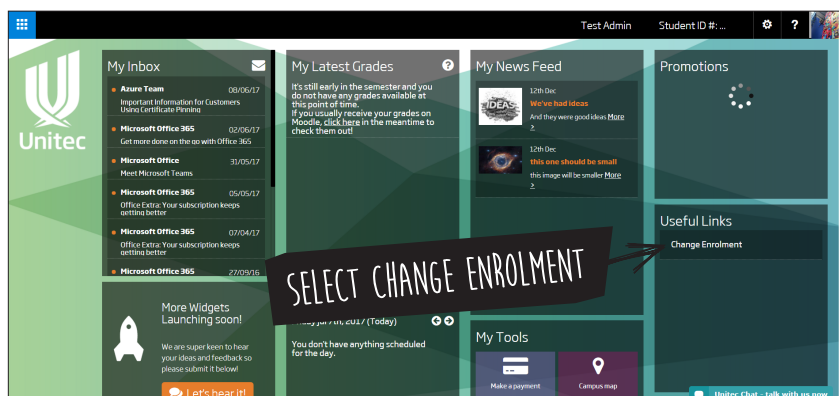 Test Admin
Student ID #: ...
?
Unitec
My Inbox
Azure Team 08/06/17
Important Information for Customers
Using Certificate Pinning
Microsoft Office 365 02/06/17
Get more done on the go with Office 365
Microsoft Office 31/05/17
Meet Microsoft Teams
Microsoft Office 365 05/05/17
Office Extra: Your subscription keeps
getting better
Microsoft Office 365 07/04/17
Office Extra: Your subscription keeps
getting better
Microsoft Office 365 27/09/16
More Widgets
Launching soon!
We are super keen to hear
your ideas and feedback so
please submit it below!
Let's hear it!
My Latest Grades ?
It's still early in the semester and you
do not have any grades available at
this point of time.
If you usually receive your grades on
Moodle, click here in the meantime to
check them out!
SELECT CHANGE ENROLMENT
Jul 7th, 2017 (Today)
You don't have anything scheduled
for the day.
My News Feed
IDEAS
12th Dec
We've had ideas
And they were good ideas More
>
12th Dec
this one should be small
this image will be smaller More
>
My Tools
Make a payment
Campus map
Promotions
Useful Links
Change Enrolment
Unitec Chat - talk with us now